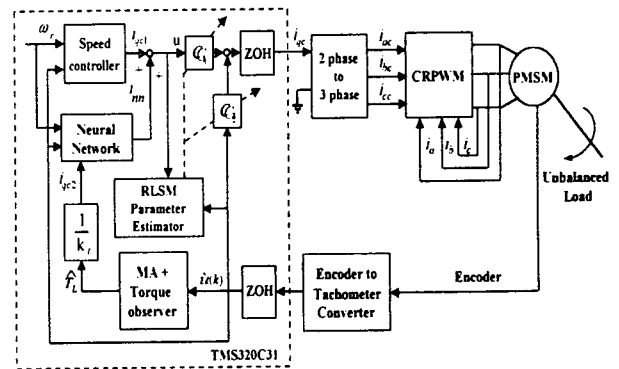 ω_r
Speed
controller
i_qc1
+
+
I_nn
u
ZOH
i_qc
2 phase
to
3 phase
i_ac
i_bc
i_cc
CRPWM
PMSM
i_a
i_b
i_c
Unbalanced
Load
Neural
Network
i_qc2
RLSM
Parameter
Estimator
1
k_t
T̂_L
MA +
Torque
observer
ZOH
Encoder to
Tachometer
Converter
Encoder
TMS320C31